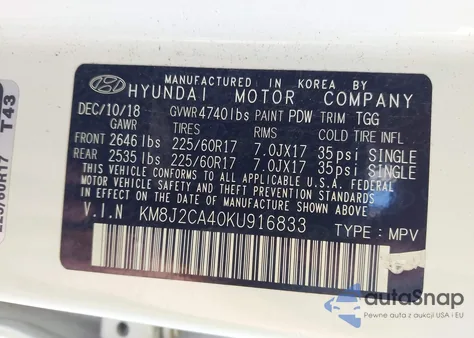 MANUFACTURED IN KOREA BY
HYUNDAI MOTOR COMPANY
DEC/10/18 GVWR 4740lbs PAINT PDW TRIM TGG
GAWR TIRES RIMS COLD TIRE INFL
FRONT 2646 lbs 225/60R17 7.0JX17 35psi SINGLE
REAR 2535 lbs 225/60R17 7.0JX17 35psi SINGLE
THIS VEHICLE CONFORMS TO ALL APPLICABLE U.S.A. FEDERAL
MOTOR VEHICLE SAFETY STANDARDS IN EFFECT ON THE
DATE OF MANUFACTURE SHOWN ABOVE.
V.I.N KM8J2CA40KU916833 TYPE : MPV
T43
autoSnap
Pewne auta z aukcji USA i EU